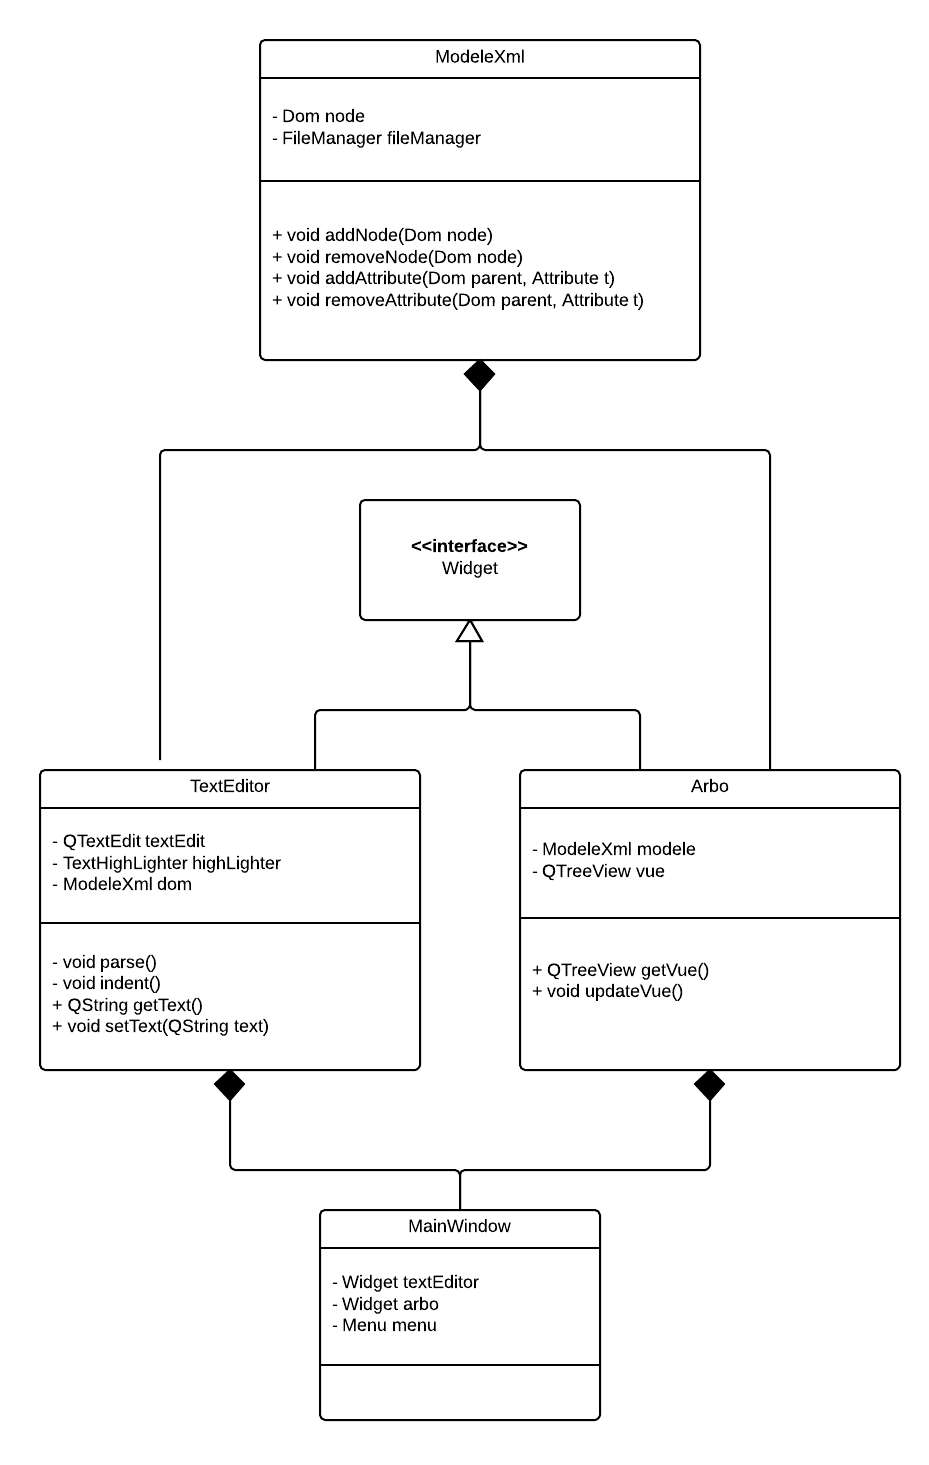 ModeleXml
- Dom node
- FileManager fileManager
+ void addNode(Dom node)
+ void removeNode(Dom node)
+ void addAttribute(Dom parent, Attribute t)
+ void removeAttribute(Dom parent, Attribute t)
<<interface>>
Widget
TextEditor
- QTextEdit textEdit
- TextHighLighter highLighter
- ModeleXml dom
- void parse()
- void indent()
+ QString getText()
+ void setText(QString text)
Arbo
- ModeleXml modele
- QTreeView vue
+ QTreeView getVue()
+ void updateVue()
MainWindow
- Widget textEditor
- Widget arbo
- Menu menu